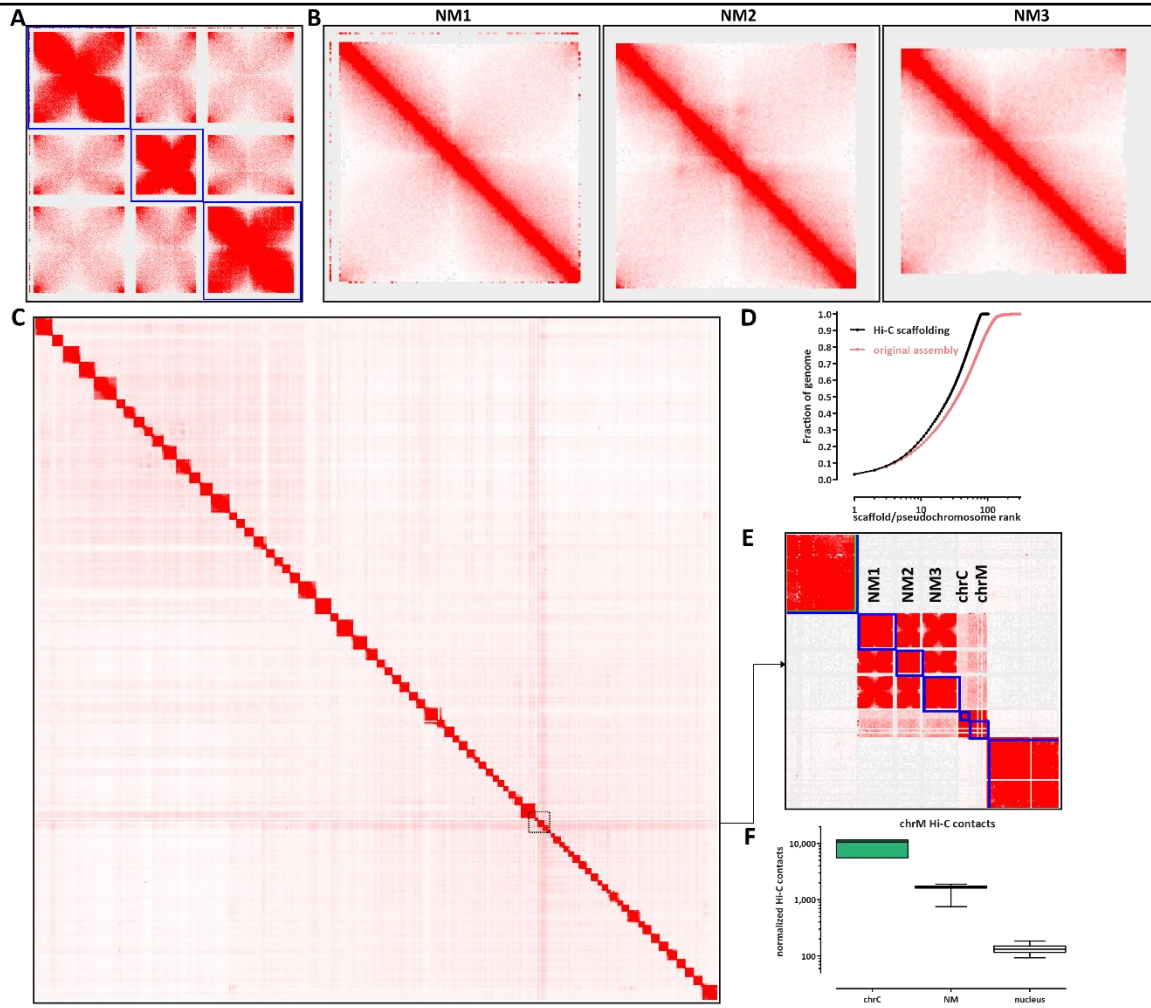 A
B
NM1
NM2
NM3
C
D
1.0
0.9
0.8
0.7
0.6
0.5
0.4
0.3
0.2
0.1
0.0
Fraction of genome
Hi-C scaffolding
original assembly
1
10
100
scaffold/pseudochromosome rank
E
NM1
NM2
NM3
chrC
chrM
F
chrM Hi-C contacts
normalized Hi-C contacts
10,000
1,000
100
chrC
NM
nucleus